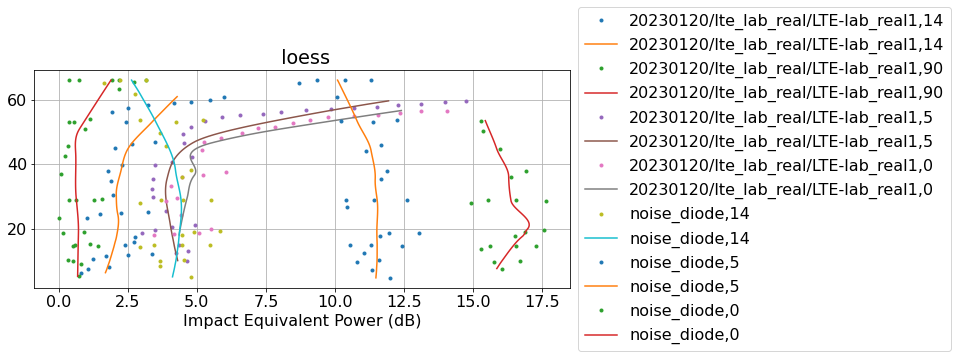 loess
60
40
20
0.0 2.5 5.0 7.5 10.0 12.5 15.0 17.5
Impact Equivalent Power (dB)
20230120/lte_lab_real/LTE-lab_real1,14
20230120/lte_lab_real/LTE-lab_real1,14
20230120/lte_lab_real/LTE-lab_real1,90
20230120/lte_lab_real/LTE-lab_real1,90
20230120/lte_lab_real/LTE-lab_real1,5
20230120/lte_lab_real/LTE-lab_real1,5
20230120/lte_lab_real/LTE-lab_real1,0
20230120/lte_lab_real/LTE-lab_real1,0
noise_diode,14
noise_diode,14
noise_diode,5
noise_diode,5
noise_diode,0
noise_diode,0